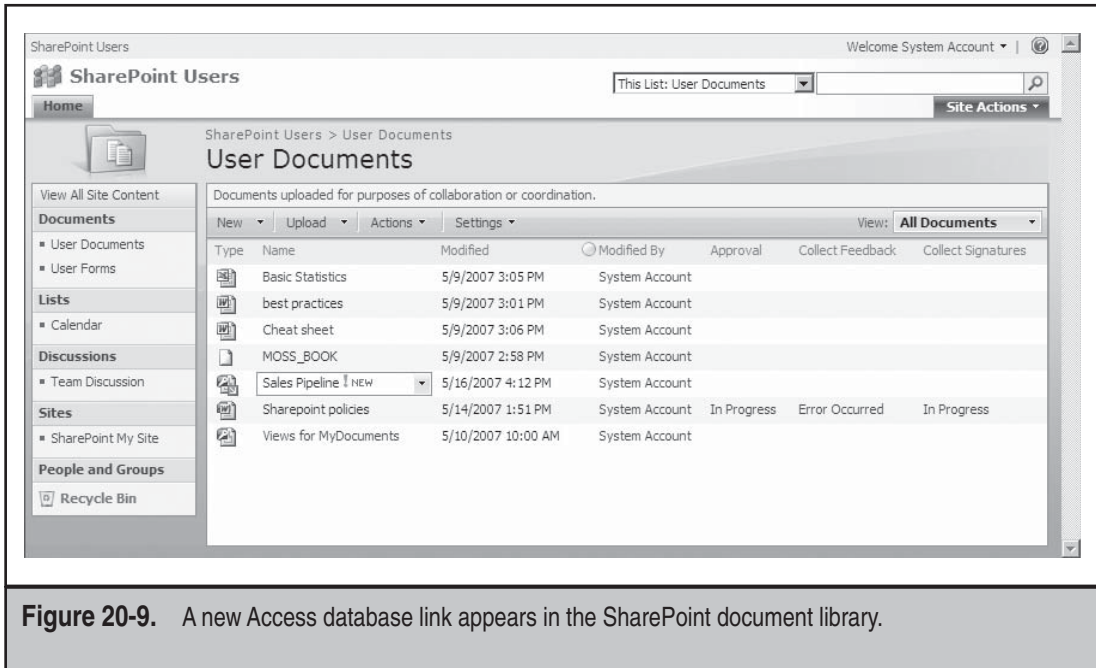 SharePoint Users
Welcome System Account
SharePoint Users
This List: User Documents
Home
Site Actions
SharePoint Users > User Documents
User Documents
View All Site Content
Documents
User Documents
User Forms
Lists
Calendar
Discussions
Team Discussion
Sites
SharePoint My Site
People and Groups
Recycle Bin
Documents uploaded for purposes of collaboration or coordination.
New Upload Actions Settings View: All Documents
Type Name Modified Modified By Approval Collect Feedback Collect Signatures
Basic Statistics 5/9/2007 3:05 PM System Account
best practices 5/9/2007 3:01 PM System Account
Cheat sheet 5/9/2007 3:06 PM System Account
MOSS_BOOK 5/9/2007 2:58 PM System Account
Sales Pipeline ! NEW 5/16/2007 4:12 PM System Account
Sharepoint policies 5/14/2007 1:51 PM System Account In Progress Error Occurred In Progress
Views for MyDocuments 5/10/2007 10:00 AM System Account
Figure 20-9. A new Access database link appears in the SharePoint document library.